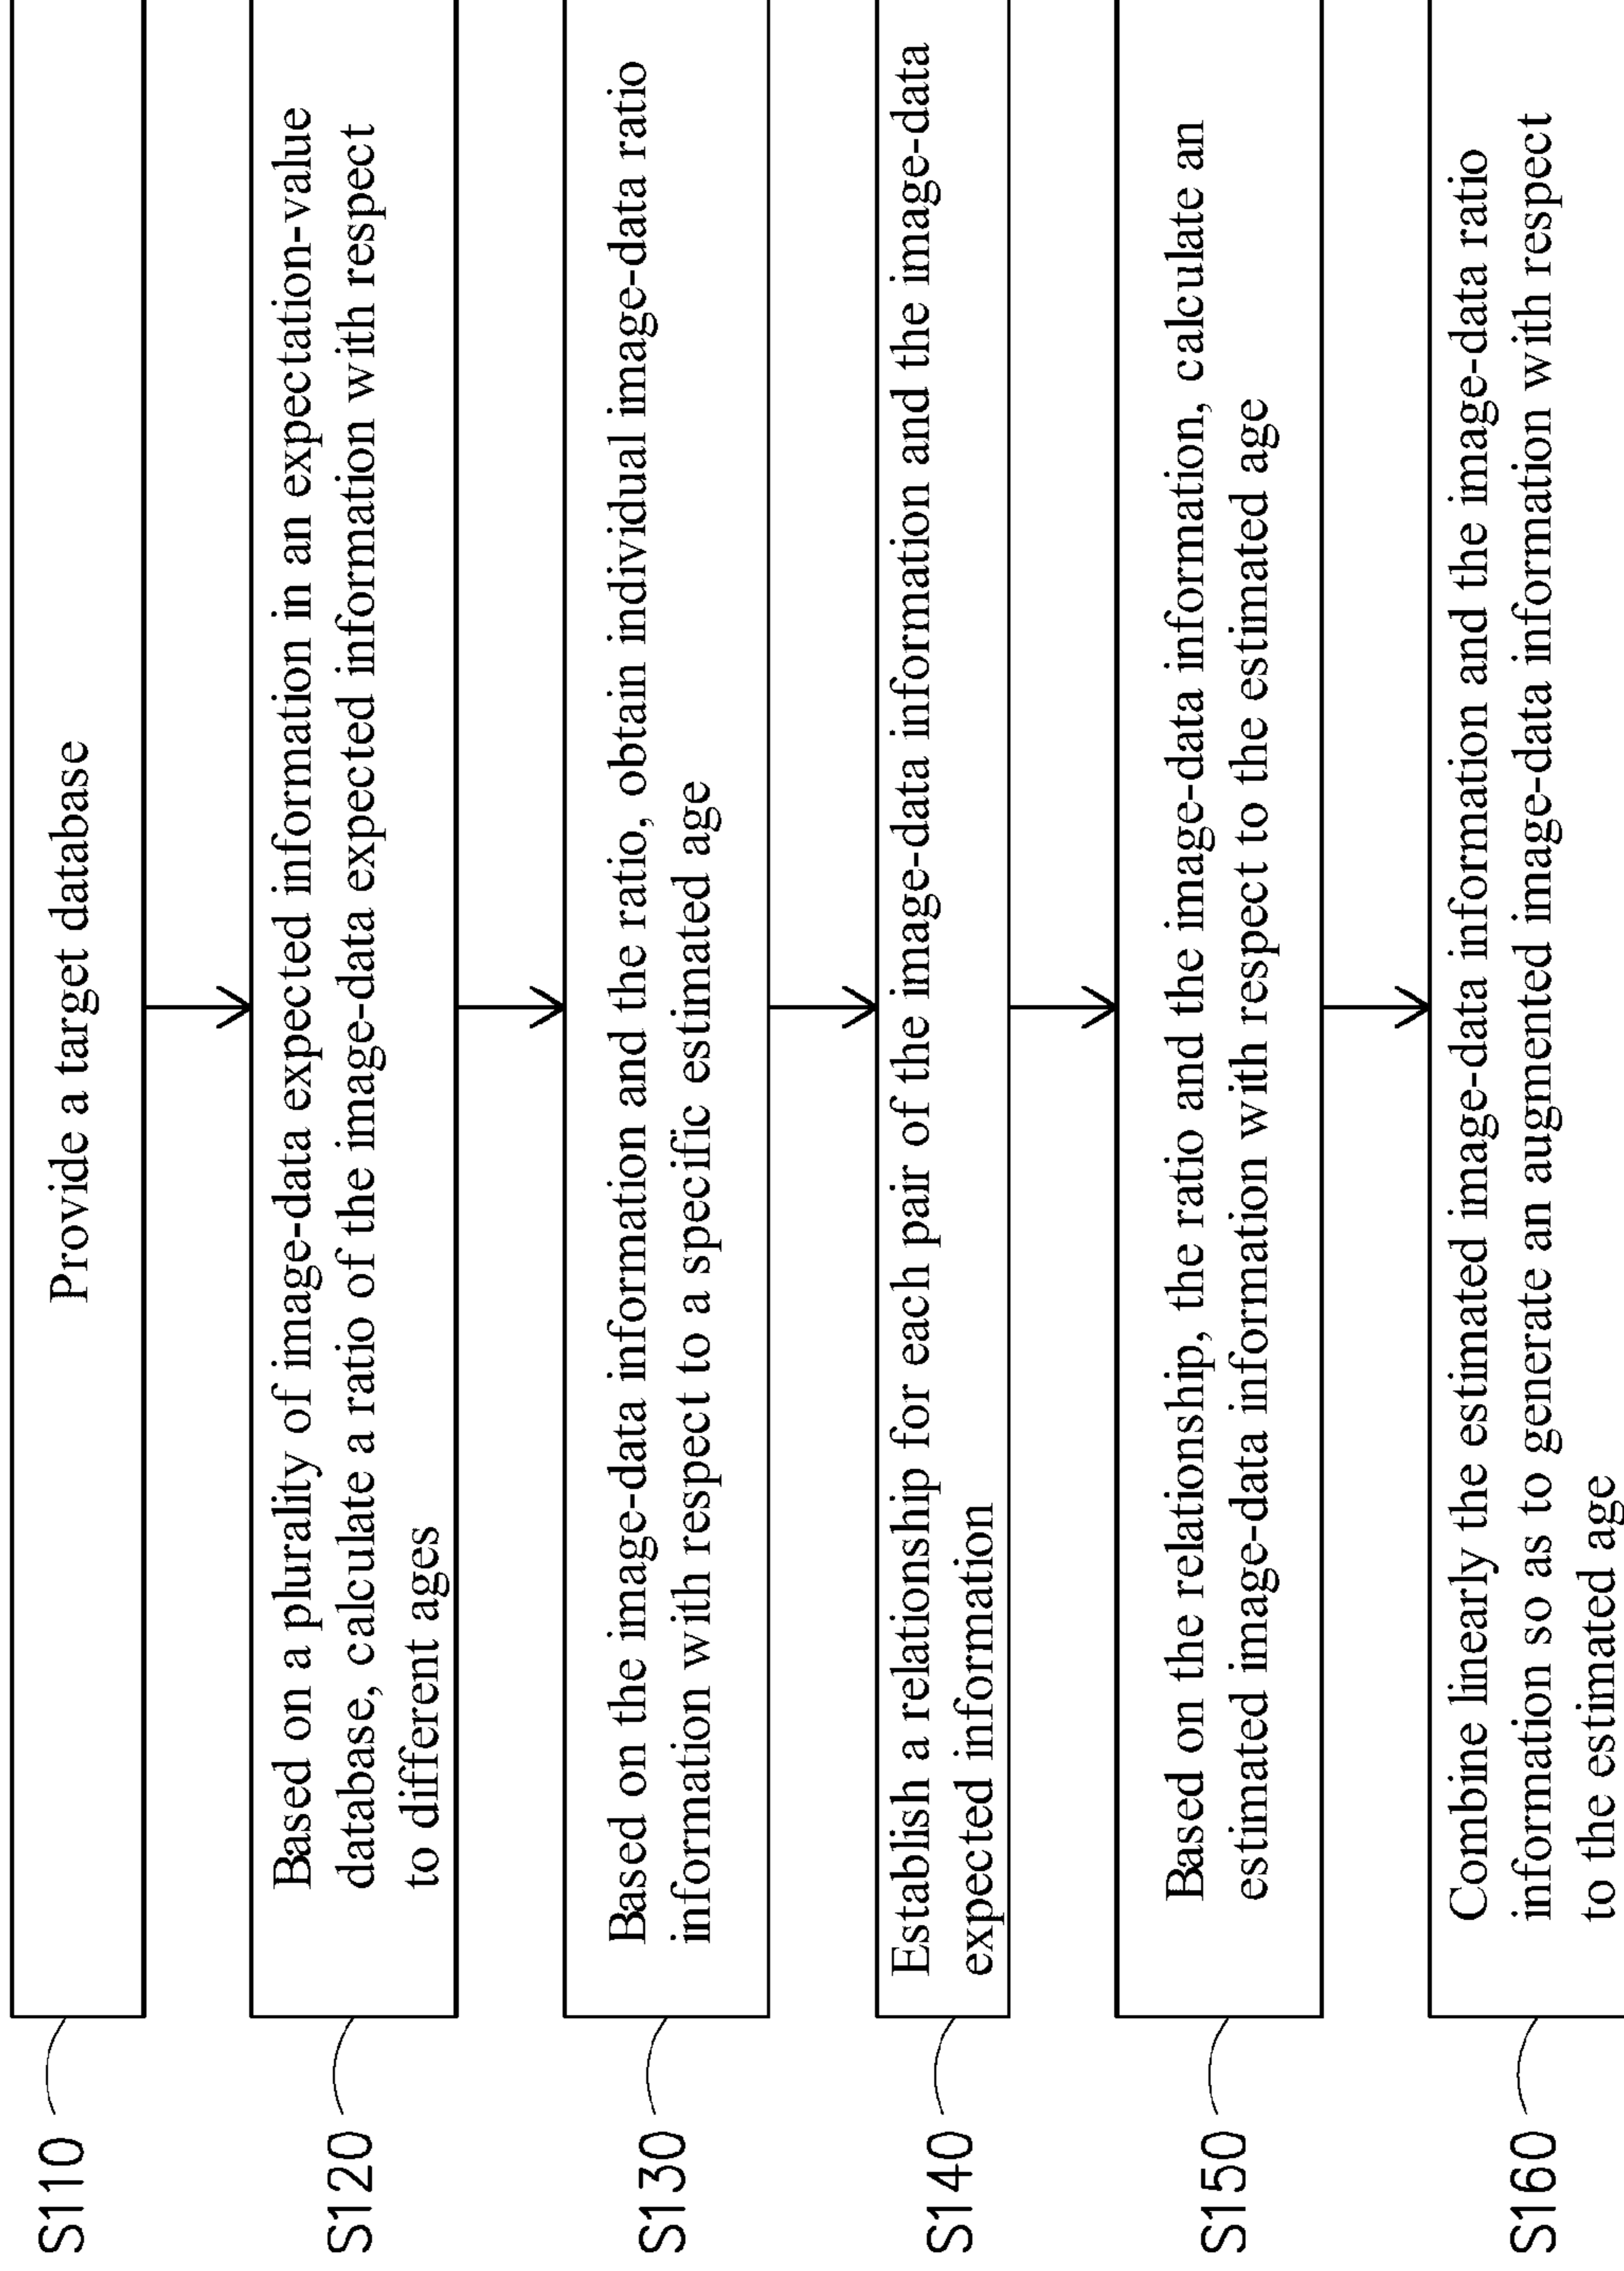 S110
Provide a target database
S120
Based on a plurality of image-data expected information in an expectation-value
database, calculate a ratio of the image-data expected information with respect
to different ages
S130
Based on the image-data information and the ratio, obtain individual image-data ratio
information with respect to a specific estimated age
S140
Establish a relationship for each pair of the image-data information and the image-data
expected information
S150
Based on the relationship, the ratio and the image-data information, calculate an
estimated image-data information with respect to the estimated age
S160
Combine linearly the estimated image-data information and the image-data ratio
information so as to generate an augmented image-data information with respect
to the estimated age